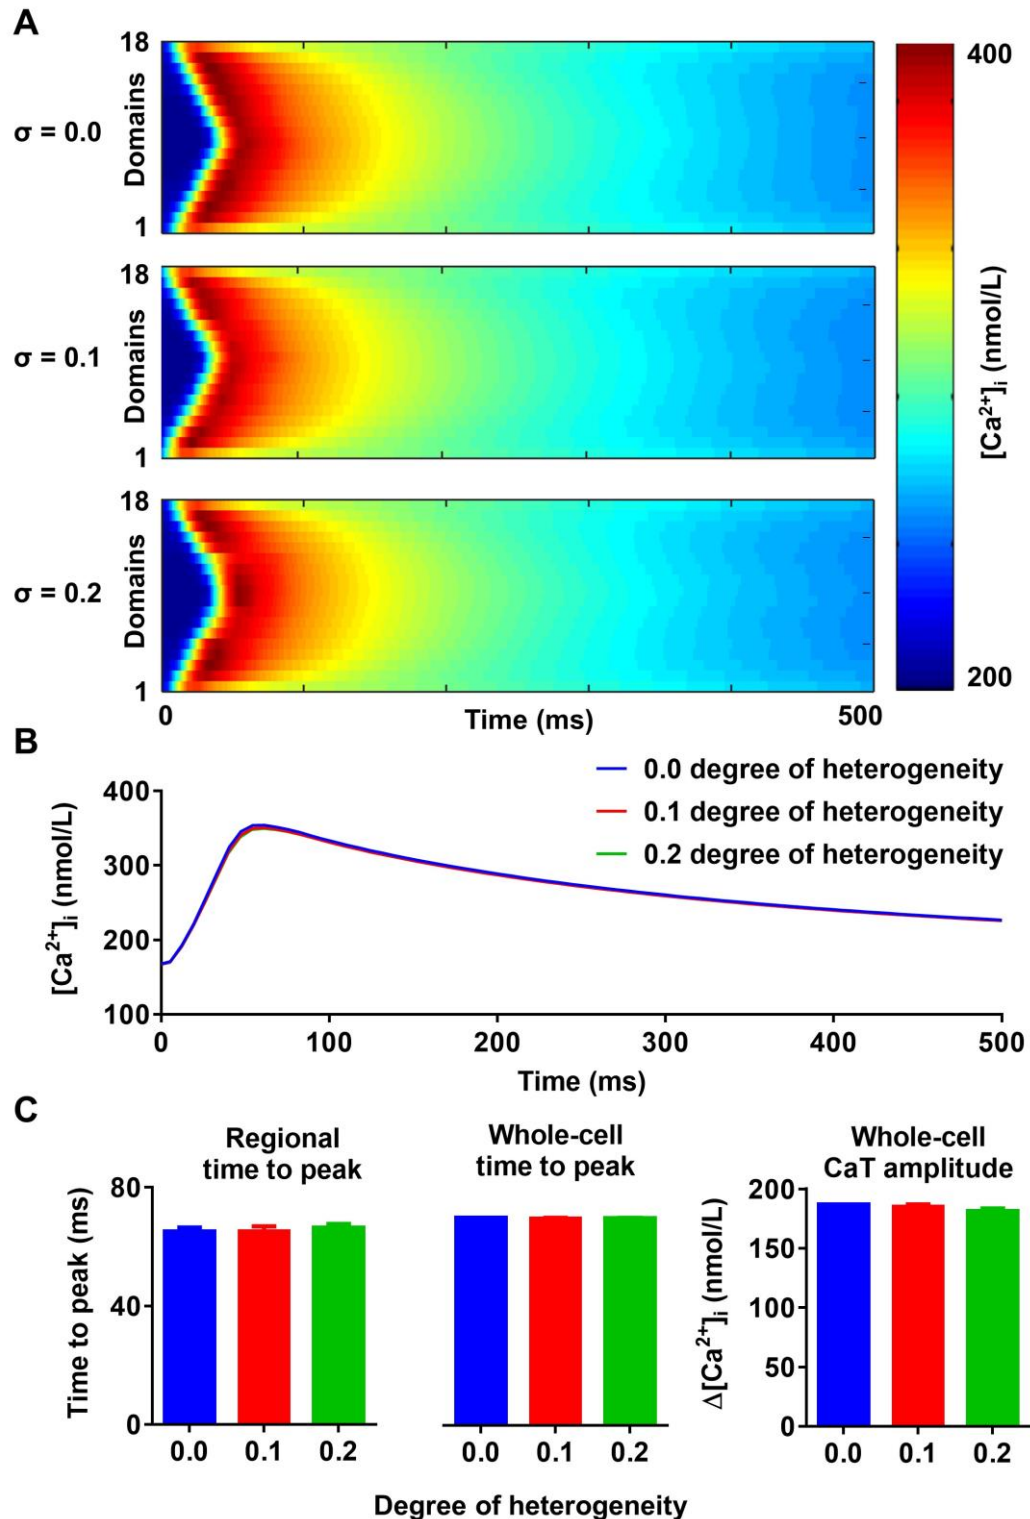 A
18
Domains
1
σ = 0.0
18
Domains
1
σ = 0.1
18
Domains
1
σ = 0.2
0
Time (ms)
500
400
[Ca²⁺]ᵢ (nmol/L)
200
B
0.0 degree of heterogeneity
0.1 degree of heterogeneity
0.2 degree of heterogeneity
400
300
200
100
[Ca²⁺]ᵢ (nmol/L)
0
100
200
300
400
500
Time (ms)
C
Regional
time to peak
80
40
0
Time to peak (ms)
0.0
0.1
0.2
Whole-cell
time to peak
0.0
0.1
0.2
Whole-cell
CaT amplitude
200
150
100
50
0
Δ[Ca²⁺]ᵢ (nmol/L)
0.0
0.1
0.2
Degree of heterogeneity